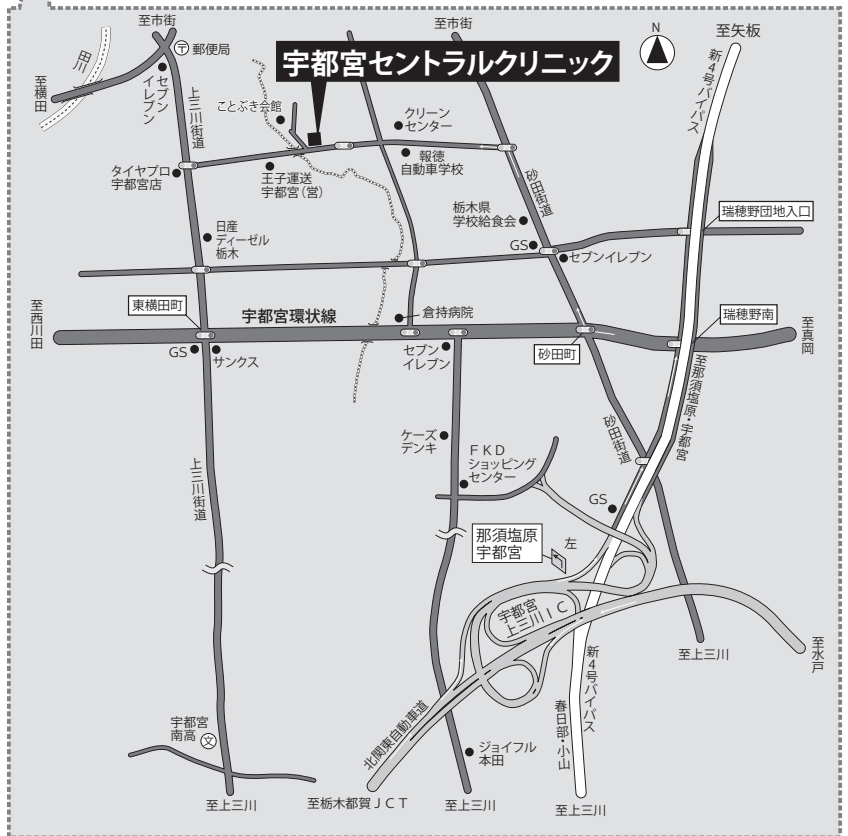 至市街
〒
郵便局
至市街
N
至矢板
新4号バイパス
田川
至横田
セブン
イレブン
上三川街道
宇都宮セントラルクリニック
ことぶき会館
クリーン
センター
タイヤプロ
宇都宮店
王子運送
宇都宮(営)
報徳
自動車学校
砂田街道
栃木県
学校給食会
瑞穂野団地入口
日産
ディーゼル
栃木
GS
セブンイレブン
至西川田
東横田町
宇都宮環状線
倉持病院
瑞穂野南
至真岡
GS
サンクス
セブン
イレブン
砂田町
至那須塩原・宇都宮
ケーズ
デンキ
FKD
ショッピング
センター
砂田街道
上三川街道
GS
那須塩原
宇都宮
左
宇都宮
上三川IC
至上三川
至水戸
新4号バイパス
春日部・小山
北関東自動車道
宇都宮
南高
文
ジョイフル
本田
至上三川
至栃木都賀JCT
至上三川
至上三川